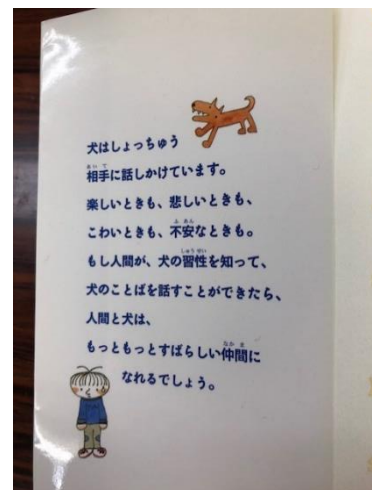 犬はしょっちゅう
相手に話しかけています。
楽しいときも、悲しいときも、
こわいときも、不安なときも。
もし人間が、犬の習性を知って、
犬のことばを話すことができたら、
人間と犬は、
もっともっとすばらしい仲間に
なれるでしょう。